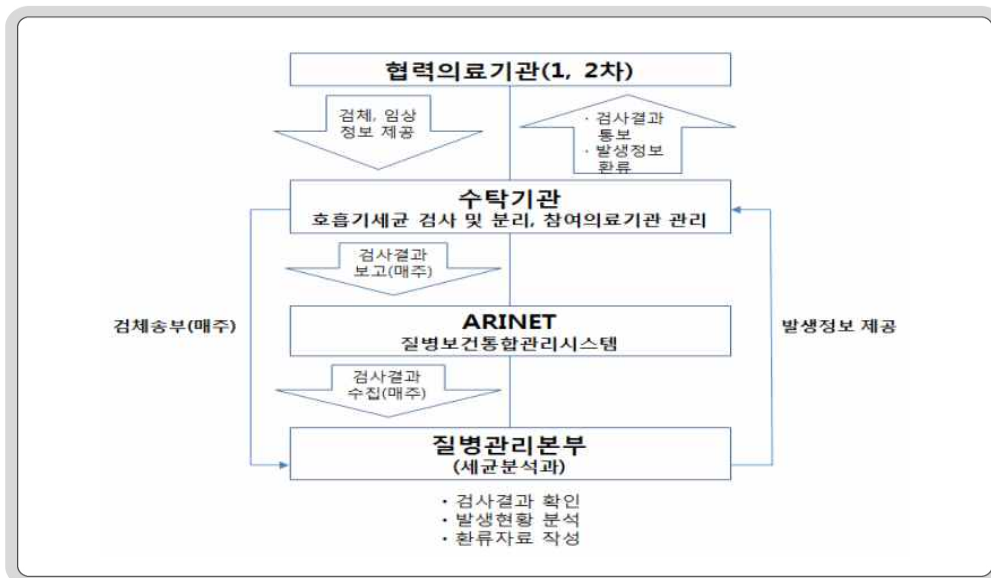 협력의료기관(1, 2차)
검체, 임상
정보 제공
· 검사결과
통보
· 발생정보
환류
수탁기관
호흡기세균 검사 및 분리, 참여의료기관 관리
검사결과
보고(매주)
검체송부(매주)
ARINET
질병보건통합관리시스템
발생정보 제공
검사결과
수집(매주)
질병관리본부
(세균분석과)
· 검사결과 확인
· 발생현황 분석
· 환류자료 작성